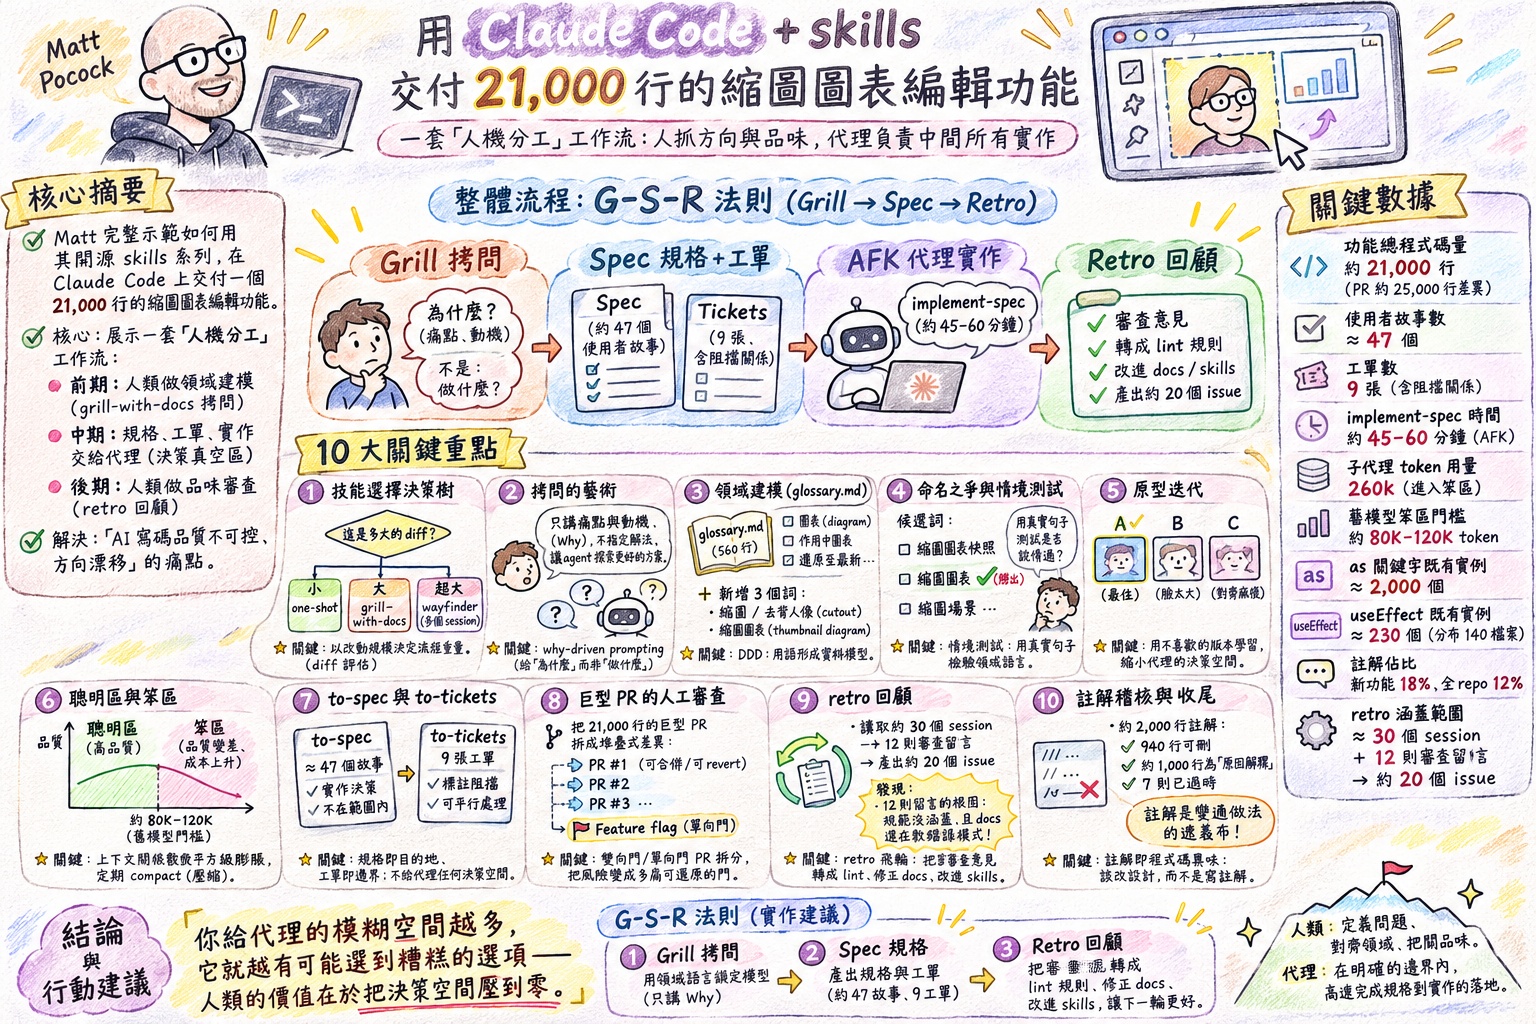 Matt
Pocock
用 Claude Code + skills
交付 21,000 行的縮圖圖表編輯功能
一套「人機分工」工作流：人抓方向與品味，代理負責中間所有實作
核心摘要
Matt 完整示範如何用
其開源 skills 系列，在
Claude Code 上交付一個
21,000 行的縮圖圖表編輯功能。
核心：展示一套「人機分工」
工作流：
前期：人類做領域建模
(grill-with-docs 拷問)
中期：規格、工單、實作
交給代理（決策真空區）
後期：人類做品味審查
(retro 回顧)
解決：「AI 寫碼品質不可控、
方向漂移」的痛點。
整體流程：G-S-R 法則 (Grill → Spec → Retro)
Grill 拷問
為什麼？
(痛點、動機)
不是：
做什麼？
Spec 規格+工單
Spec
(約 47 個
使用者故事)
Tickets
(9 張、
含阻擋關係)
AFK 代理實作
implement-spec
(約 45-60 分鐘)
Retro 回顧
審查意見
轉成 lint 規則
改進 docs / skills
產出約 20 個 issue
關鍵數據
</>
功能總程式碼量
約 21,000 行
(PR 約 25,000 行差異)
使用者故事數
≈ 47 個
工單數
9 張 (含阻擋關係)
implement-spec 時間
約 45-60 分鐘 (AFK)
子代理 token 用量
260k (進入笨區)
舊模型笨區門檻
約 80K-120K token
as
as 關鍵字既有實例
≈ 2,000 個
useEffect
useEffect 既有實例
≈ 230 個 (分布 140 檔案)
註解佔比
新功能 18%，全 repo 12%
retro 涵蓋範圍
≈ 30 個 session
+ 12 則審查留言
→ 約 20 個 issue
10 大關鍵重點
1 技能選擇決策樹
這是多大的 diff？
小
one-shot
大
grill-
with-docs
超大
wayfinder
(多個 session)
關鍵：以改動規模決定流程重量。
(diff 評估)
2 拷問的藝術
只講痛點與動機、
(Why)，不指定解法，
讓 agent 探索更好的方案。
? ? ?
關鍵：why-driven prompting
(給「為什麼」而非「做什麼」)
3 領域建模 (glossary.md)
glossary.md
(560 行)
圖表 (diagram)
作用中圖表
還原至最新…
+ 新增 3 個詞：
・縮圖 / 去背人像 (cutout)
・縮圖圖表 (thumbnail diagram)
關鍵：DDD：用語形成資料模型。
4 命名之爭與情境測試
候選詞：
縮圖圖表快照
縮圖圖表 (勝出)
縮圖場景 …
用真實句子
測試是否
說得通？
關鍵：情境測試：用真實句子
檢驗領域語言。
5 原型迭代
A
B
C
(最佳)
(臉太大)
關鍵：用不喜歡的版本學習，
縮小代理的決策空間。
6 聰明區與笨區
品質
聰明區
(高品質)
笨區
(品質變差、
成本上升)
約 80K-120K
(舊模型門檻)
關鍵：上下文關係數做平方級膨脹，
定期 compact (壓縮)。
7 to-spec 與 to-tickets
to-spec
≈ 47 個故事
實作決策
不在範圍內
to-tickets
9 張工單
標註阻擋
可平行處理
關鍵：規格即目的地、
工單即邊界；不給代理任何決策空間。
8 巨型 PR 的人工審查
把 21,000 行的巨型 PR
拆成堆疊式差異：
PR #1 (可合併/可 revert)
PR #2
PR #3 …
Feature flag (單向門)
關鍵：雙向門/單向門 PR 拆分，
把風險變成多扇可還原的門。
9 retro 回顧
・讀取約 30 個 session
→ 12 則審查留言
→ 產出約 20 個 issue
發現：
・12 則留言的根因：
規範沒涵蓋、且 docs
還在教錯誤模式！
關鍵：retro 飛輪：把審查意見
轉成 lint、修正 docs、改進 skills。
10 註解稽核與收尾
・約 2,000 行註解：
940 行可刪
約 1,000 行為「原因解釋」
7 則已過時
註解是變通做法
的遮羞布！
關鍵：註解即程式碼異味：
該改設計，而不是寫註解。
結論
與
行動建議
「你給代理的模糊空間越多，
它就越有可能選到糟糕的選項——
人類的價值在於把決策空間壓到零。」
G-S-R 法則 (實作建議)
1 Grill 拷問
用領域語言鎖定模型
(只講 Why)
2 Spec 規格
產出規格與工單
(約 47 故事、9 工單)
3 Retro 回顧
把審 轉成
lint 規則、修正 docs、
改進 skills，讓下一輪更好。
人類：定義問題、
對齊領域、把關品味。
代理：在明確的邊界內，
高速完成規格到實作的落地。